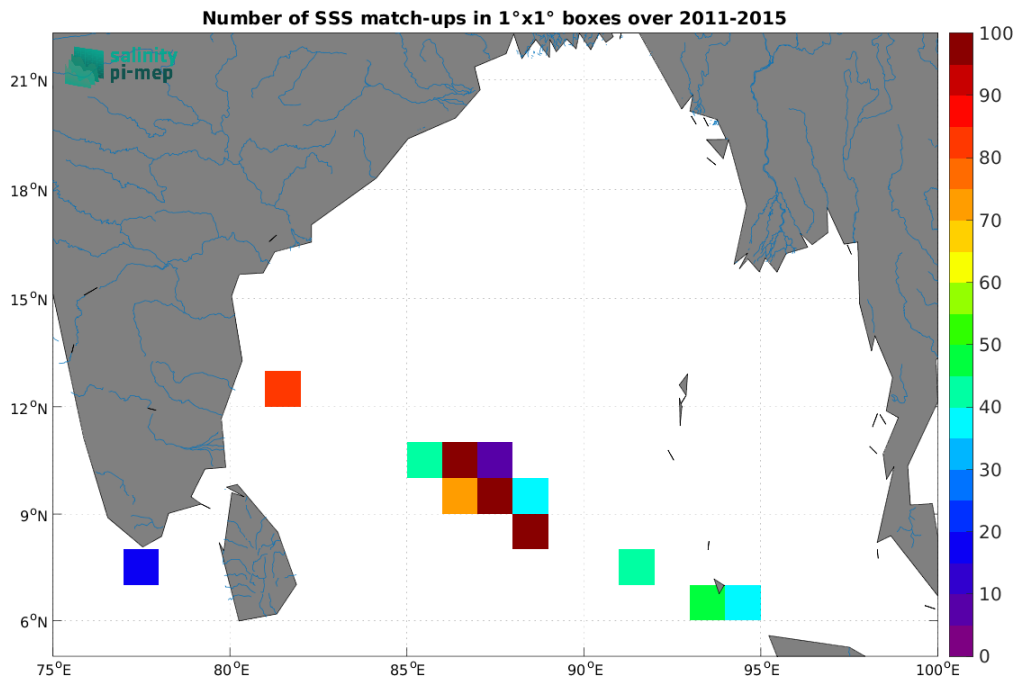 Number of SSS match-ups in 1°x1° boxes over 2011-2015
salinity
pi-mep
21°N
18°N
15°N
12°N
9°N
6°N
75°E
80°E
85°E
90°E
95°E
100°E
100
90
80
70
60
50
40
30
20
10
0